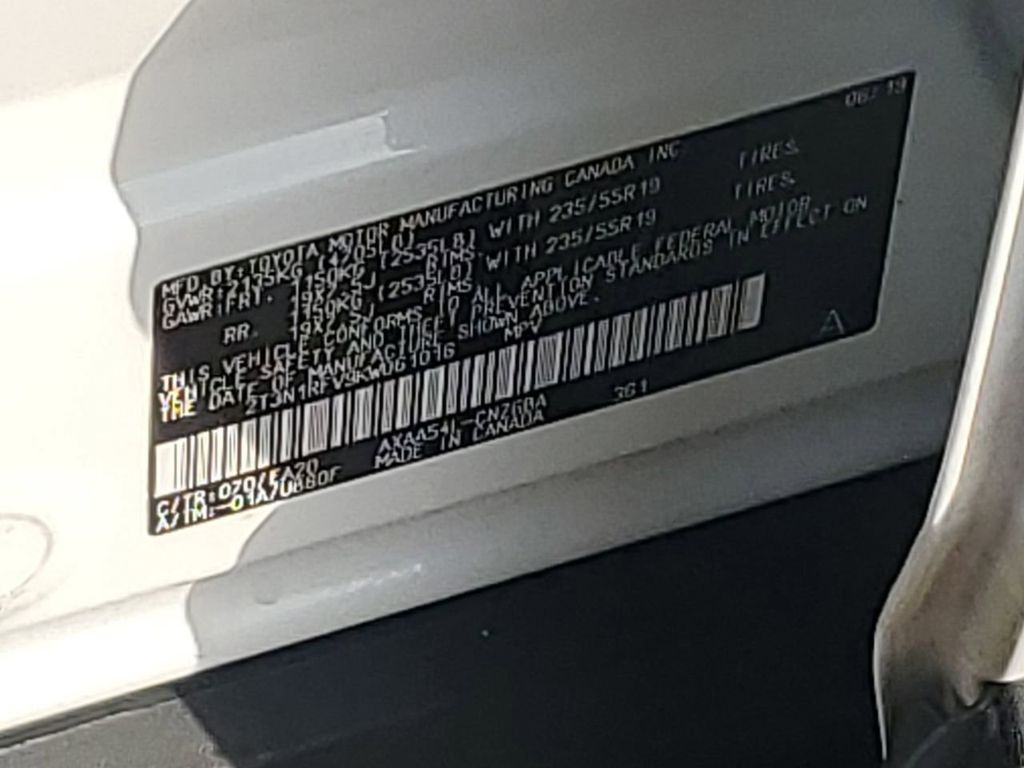 06/19
MFD. BY: TOYOTA MOTOR MANUFACTURING CANADA INC
GVWR: 2135KG (4705LB)
GAWR: FRT. 1150KG (2535LB) WITH 235/55R19 TIRES.
19X7.5J RIMS.
RR. 1150KG (2535LB) WITH 235/55R19 TIRES.
19X7.5J RIMS.
THIS VEHICLE CONFORMS TO ALL APPLICABLE FEDERAL MOTOR
VEHICLE SAFETY AND THEFT PREVENTION STANDARDS IN EFFECT ON
THE DATE OF MANUFACTURE SHOWN ABOVE.
2T3N1RFV9KW061016 MPV
C/TR: 070/EA20 AXAA54L-CNZGBA 3G1
MADE IN CANADA
A